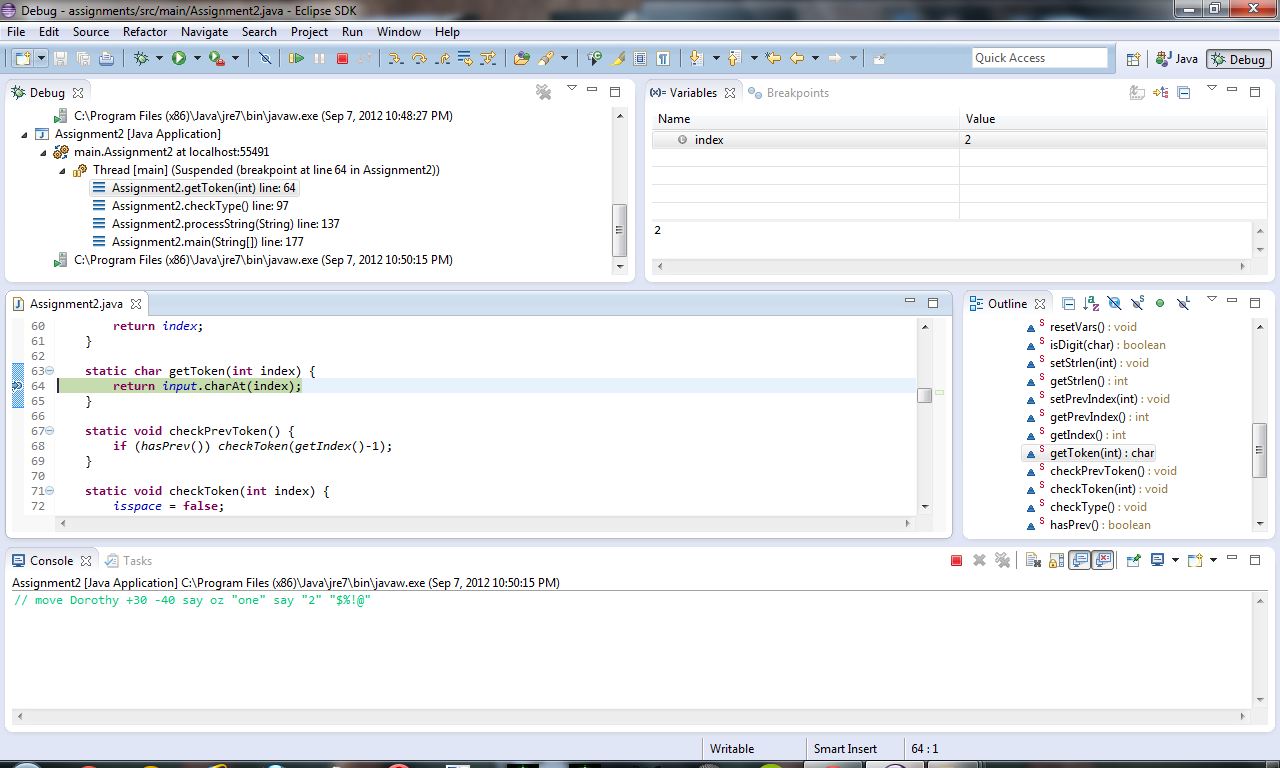 Debug - assignments/src/main/Assignment2.java - Eclipse SDK
File Edit Source Refactor Navigate Search Project Run Window Help
Quick Access
Java
Debug
Debug
C:\Program Files (x86)\Java\jre7\bin\javaw.exe (Sep 7, 2012 10:48:27 PM)
Assignment2 [Java Application]
main.Assignment2 at localhost:55491
Thread [main] (Suspended (breakpoint at line 64 in Assignment2))
Assignment2.getToken(int) line: 64
Assignment2.checkType() line: 97
Assignment2.processString(String) line: 137
Assignment2.main(String[]) line: 177
C:\Program Files (x86)\Java\jre7\bin\javaw.exe (Sep 7, 2012 10:50:15 PM)
Variables Breakpoints
Name Value
index 2
2
Assignment2.java
60 return index;
61 }
62
63 static char getToken(int index) {
64 return input.charAt(index);
65 }
66
67 static void checkPrevToken() {
68 if (hasPrev()) checkToken(getIndex()-1);
69 }
70
71 static void checkToken(int index) {
72 isspace = false;
Outline
resetVars() : void
isDigit(char) : boolean
setStrlen(int) : void
getStrlen() : int
setPrevIndex(int) : void
getPrevIndex() : int
getIndex() : int
getToken(int) : char
checkPrevToken() : void
checkToken(int) : void
checkType() : void
hasPrev() : boolean
Console Tasks
Assignment2 [Java Application] C:\Program Files (x86)\Java\jre7\bin\javaw.exe (Sep 7, 2012 10:50:15 PM)
// move Dorothy +30 -40 say oz "one" say "2" "$%!@"
Writable Smart Insert 64 : 1